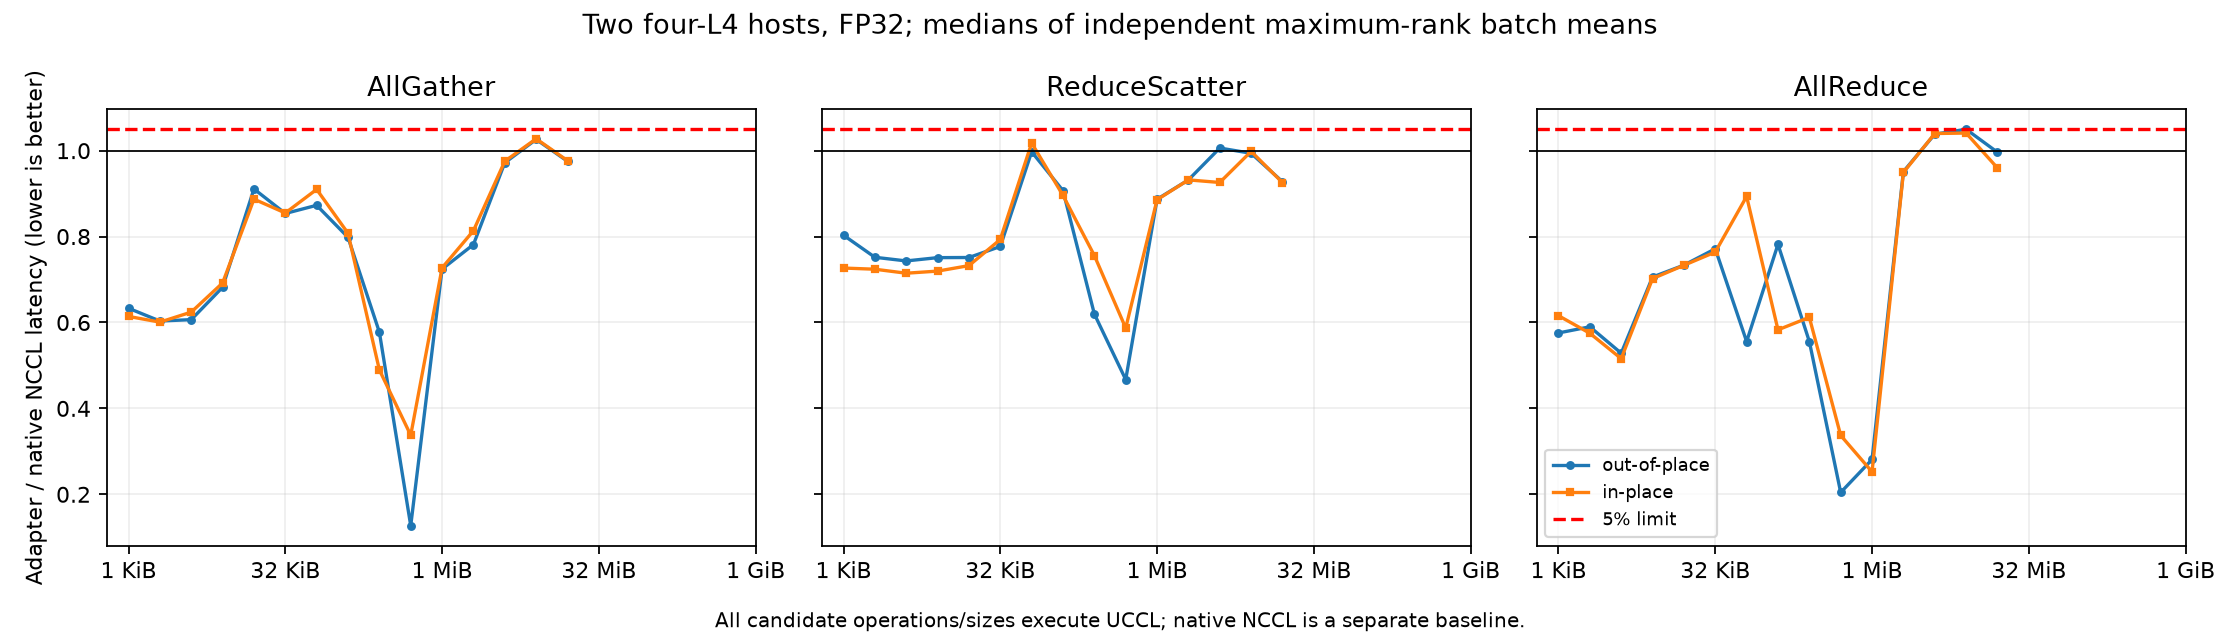 Two four-L4 hosts, FP32; medians of independent maximum-rank batch means
Adapter / native NCCL latency (lower is better)
AllGather
1.0
0.8
0.6
0.4
0.2
1 KiB
32 KiB
1 MiB
32 MiB
1 GiB
ReduceScatter
1 KiB
32 KiB
1 MiB
32 MiB
1 GiB
AllReduce
out-of-place
in-place
5% limit
1 KiB
32 KiB
1 MiB
32 MiB
1 GiB
All candidate operations/sizes execute UCCL; native NCCL is a separate baseline.